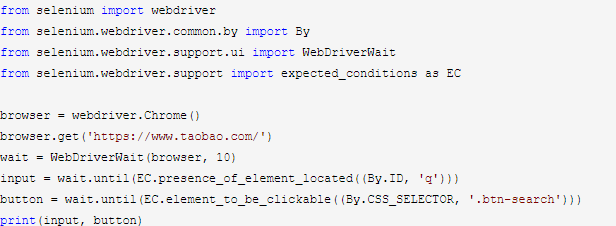 from selenium import webdriver
from selenium.webdriver.common.by import By
from selenium.webdriver.support.ui import WebDriverWait
from selenium.webdriver.support import expected_conditions as EC
browser = webdriver.Chrome()
browser.get('https://www.taobao.com/')
wait = WebDriverWait(browser, 10)
input = wait.until(EC.presence_of_element_located((By.ID, 'q')))
button = wait.until(EC.element_to_be_clickable((By.CSS_SELECTOR, '.btn-search')))
print(input, button)